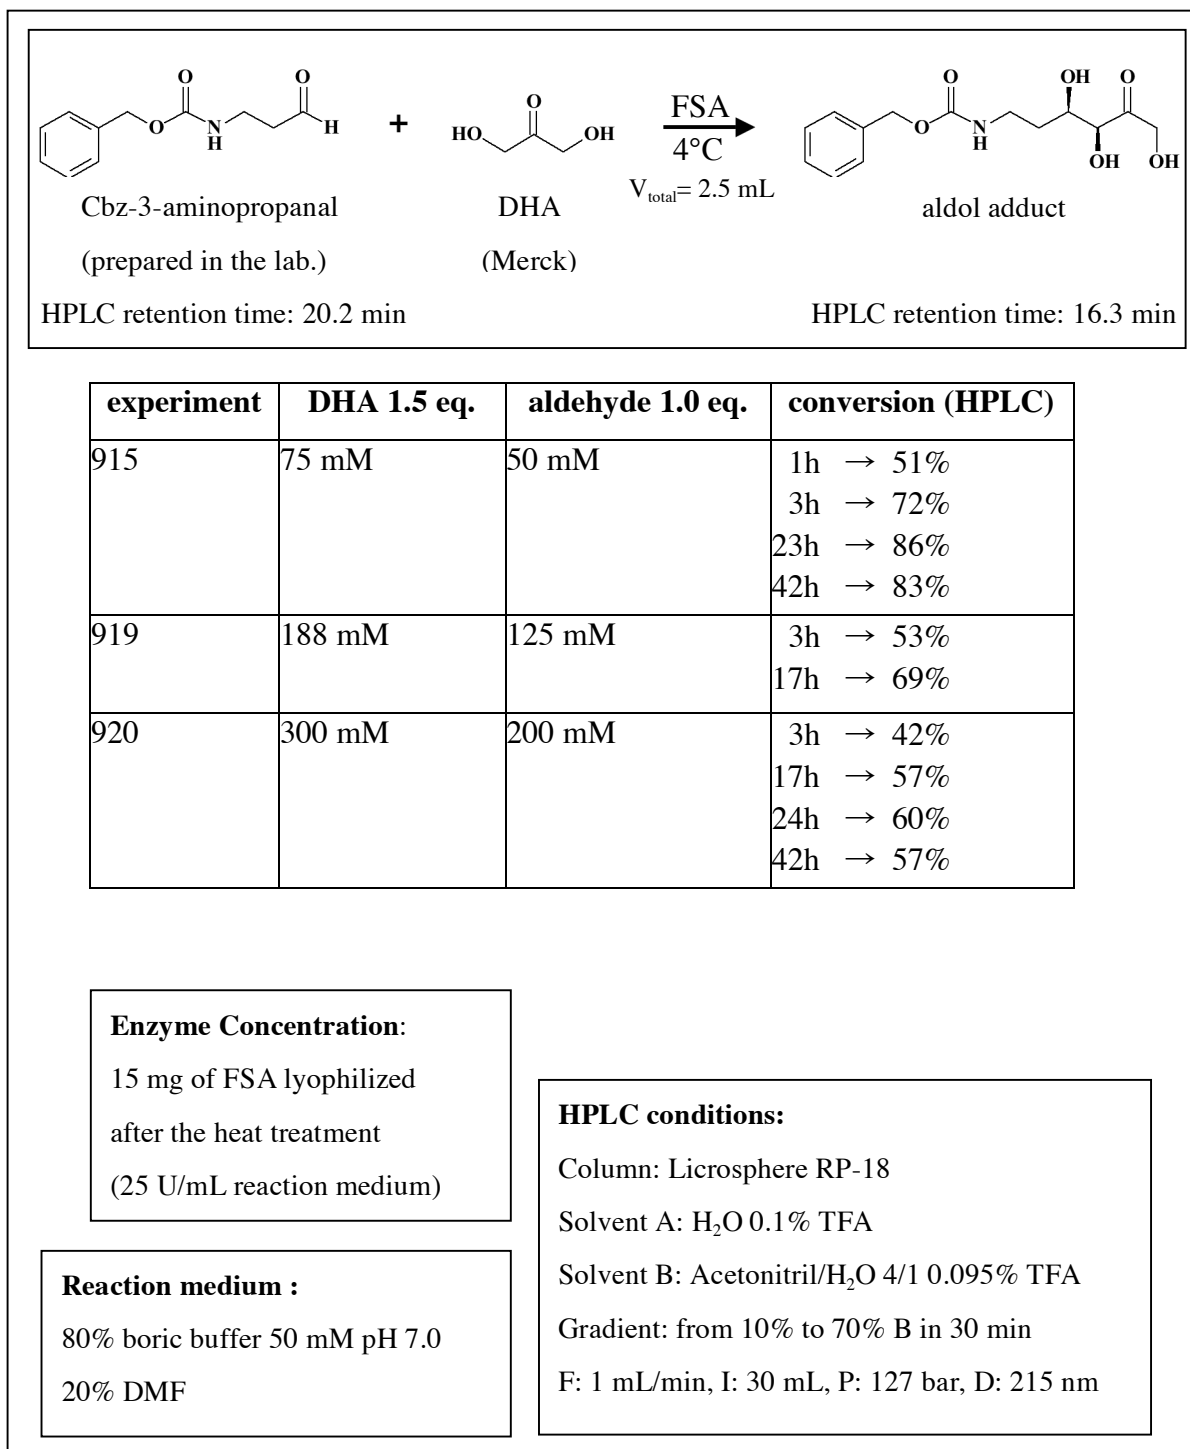 O O H O N H
+
HO O OH
FSA
4°C
V_total= 2.5 mL
O O N H OH O OH OH
Cbz-3-aminopropanal
(prepared in the lab.)
HPLC retention time: 20.2 min
DHA
(Merck)
aldol adduct
HPLC retention time: 16.3 min
experiment DHA 1.5 eq. aldehyde 1.0 eq. conversion (HPLC)
915 75 mM 50 mM 1h → 51%
3h → 72%
23h → 86%
42h → 83%
919 188 mM 125 mM 3h → 53%
17h → 69%
920 300 mM 200 mM 3h → 42%
17h → 57%
24h → 60%
42h → 57%
Enzyme Concentration:
15 mg of FSA lyophilized
after the heat treatment
(25 U/mL reaction medium)
Reaction medium :
80% boric buffer 50 mM pH 7.0
20% DMF
HPLC conditions:
Column: Licrosphere RP-18
Solvent A: H₂O 0.1% TFA
Solvent B: Acetonitril/H₂O 4/1 0.095% TFA
Gradient: from 10% to 70% B in 30 min
F: 1 mL/min, I: 30 mL, P: 127 bar, D: 215 nm